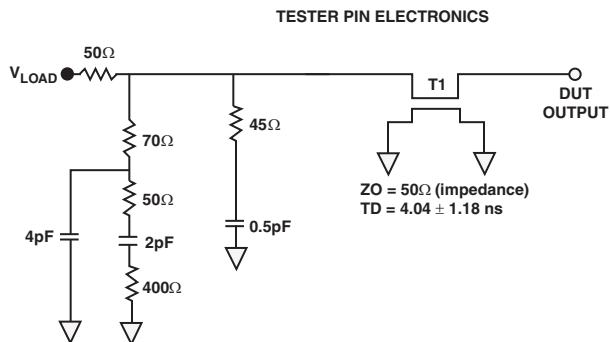 TESTER PIN ELECTRONICS
50Ω
VLOAD
T1
DUT
OUTPUT
45Ω
70Ω
ZO = 50Ω (impedance)
TD = 4.04 ± 1.18 ns
50Ω
0.5pF
4pF
2pF
400Ω